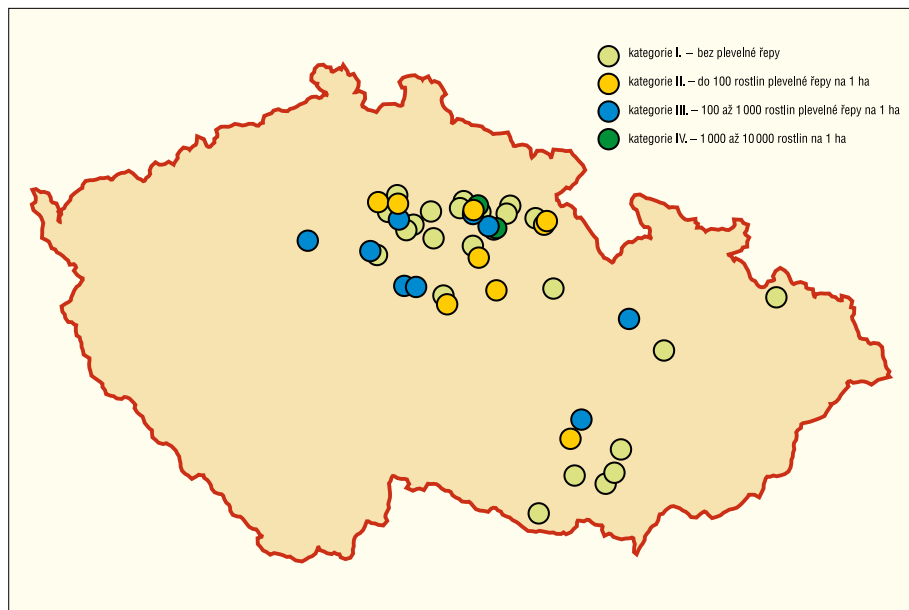 kategorie I. – bez plevelné řepy
kategorie II. – do 100 rostlin plevelné řepy na 1 ha
kategorie III. – 100 až 1 000 rostlin plevelné řepy na 1 ha
kategorie IV. – 1 000 až 10 000 rostlin na 1 ha